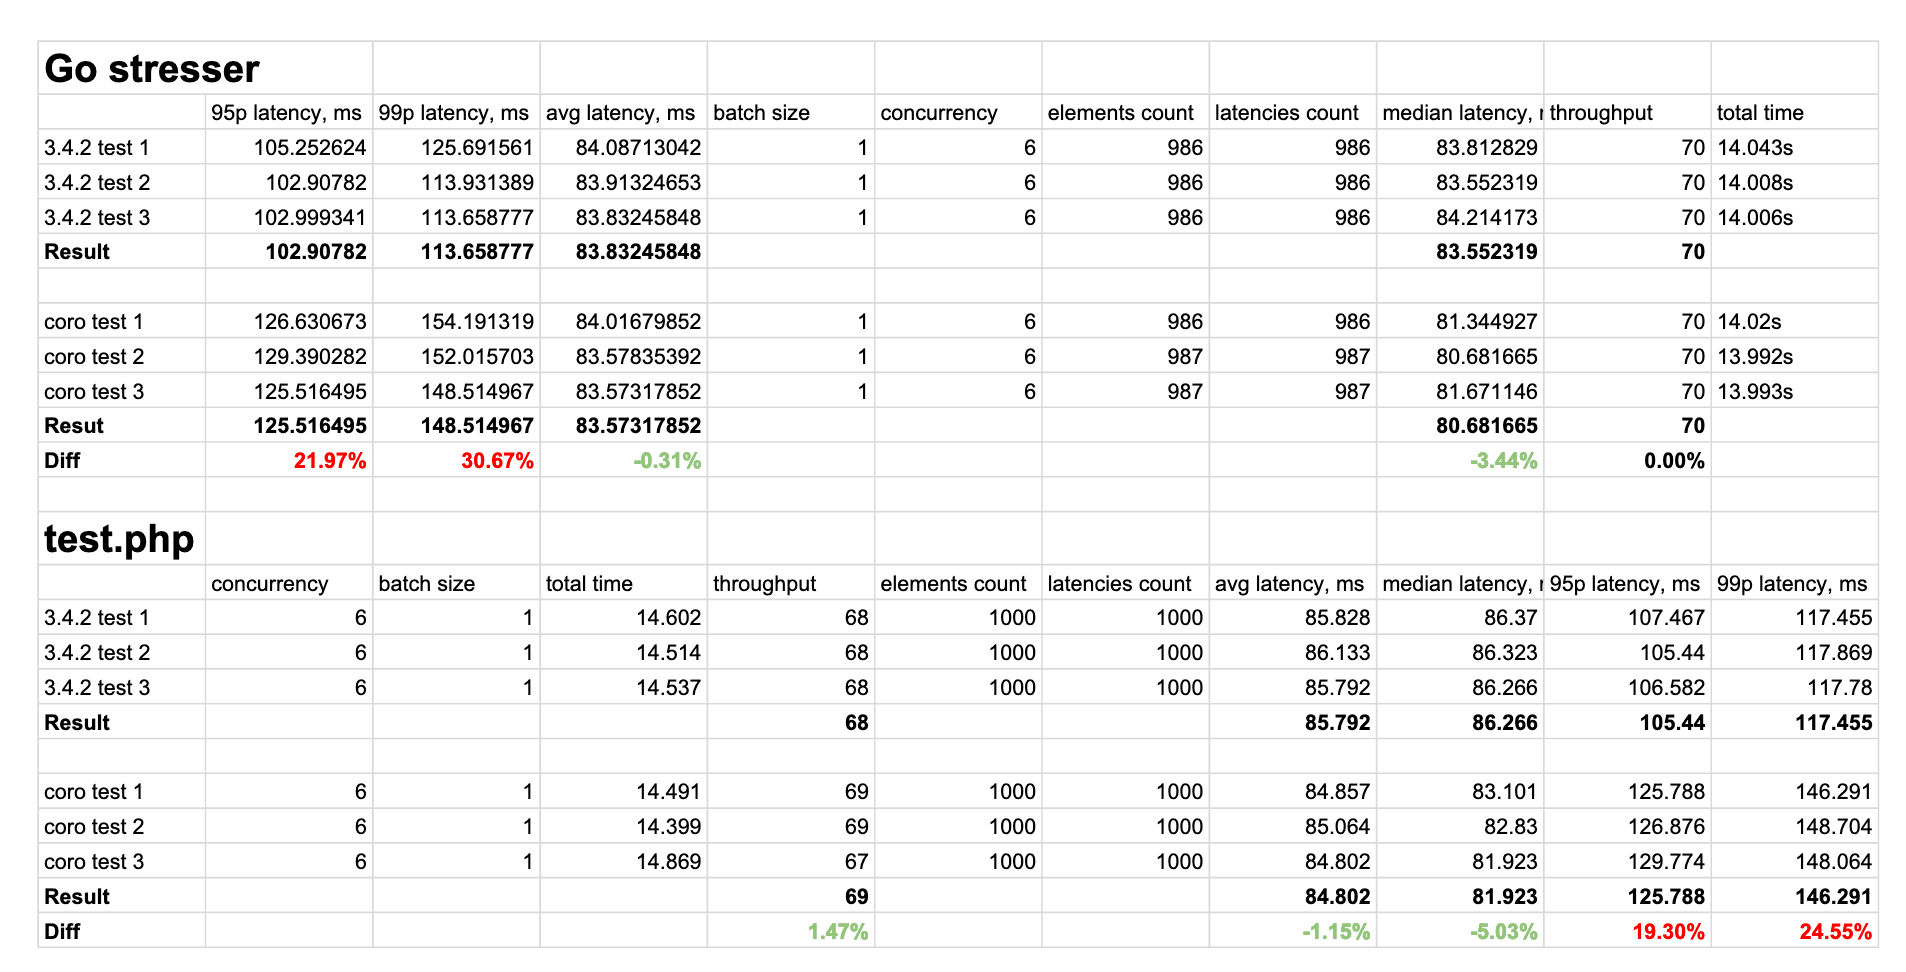 Go stresser
95p latency, ms 99p latency, ms avg latency, ms batch size concurrency elements count latencies count median latency, throughput total time
3.4.2 test 1 105.252624 125.691561 84.08713042 1 6 986 986 83.812829 70 14.043s
3.4.2 test 2 102.90782 113.931389 83.91324653 1 6 986 986 83.552319 70 14.008s
3.4.2 test 3 102.999341 113.658777 83.83245848 1 6 986 986 84.214173 70 14.006s
Result 102.90782 113.658777 83.83245848 83.552319 70
coro test 1 126.630673 154.191319 84.01679852 1 6 986 986 81.344927 70 14.02s
coro test 2 129.390282 152.015703 83.57835392 1 6 987 987 80.681665 70 13.992s
coro test 3 125.516495 148.514967 83.57317852 1 6 987 987 81.671146 70 13.993s
Resut 125.516495 148.514967 83.57317852 80.681665 70
Diff 21.97% 30.67% -0.31% -3.44% 0.00%
test.php
concurrency batch size total time throughput elements count latencies count avg latency, ms median latency, 95p latency, ms 99p latency, ms
3.4.2 test 1 6 1 14.602 68 1000 1000 85.828 86.37 107.467 117.455
3.4.2 test 2 6 1 14.514 68 1000 1000 86.133 86.323 105.44 117.869
3.4.2 test 3 6 1 14.537 68 1000 1000 85.792 86.266 106.582 117.78
Result 68 85.792 86.266 105.44 117.455
coro test 1 6 1 14.491 69 1000 1000 84.857 83.101 125.788 146.291
coro test 2 6 1 14.399 69 1000 1000 85.064 82.83 126.876 148.704
coro test 3 6 1 14.869 67 1000 1000 84.802 81.923 129.774 148.064
Result 69 84.802 81.923 125.788 146.291
Diff 1.47% -1.15% -5.03% 19.30% 24.55%